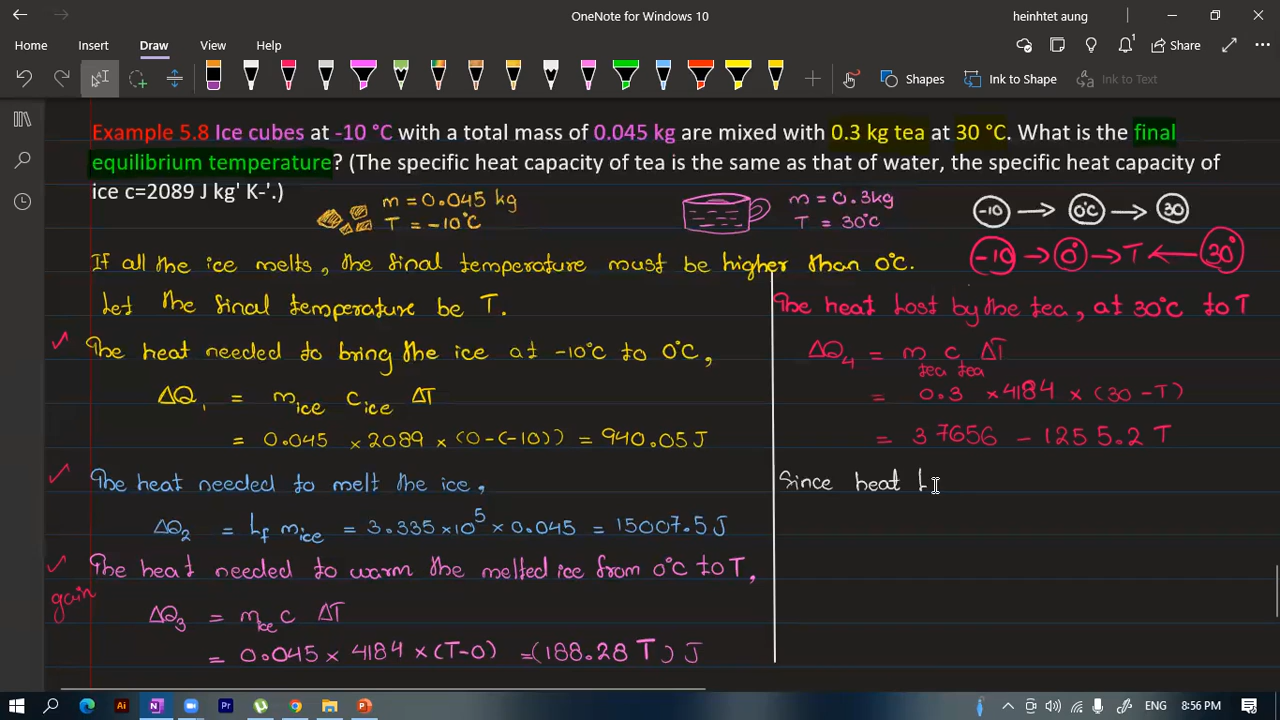 OneNote for Windows 10
heinhtet aung
Home Insert Draw View Help
Share
Shapes Ink to Shape Ink to Text
Example 5.8 Ice cubes at -10 °C with a total mass of 0.045 kg are mixed with 0.3 kg tea at 30 °C. What is the final
equilibrium temperature? (The specific heat capacity of tea is the same as that of water, the specific heat capacity of
ice c=2089 J kg' K-'.)
m = 0.045 kg
T = -10°C
m = 0.3kg
T = 30°C
-10 → 0°C → 30
-10 → 0° → T ← 30°
If all the ice melts, the final temperature must be higher than 0°C.
Let the final temperature be T.
The heat needed to bring the ice at -10°C to 0°C,
ΔQ₁ = m ice c ice ΔT
= 0.045 × 2089 × (0-(-10)) = 940.05 J
The heat needed to melt the ice,
ΔQ₂ = Lf m ice = 3.335×10⁵ × 0.045 = 15007.5 J
The heat needed to warm the melted ice from 0°C to T,
gain
ΔQ₃ = m ice c ΔT
= 0.045 × 4184 × (T-0) = (188.28 T) J
The heat lost by the tea, at 30°C to T
ΔQ₄ = m tea c tea ΔT
= 0.3 × 4184 × (30 - T)
= 37656 - 1255.2 T
Since heat l
ENG 8:56 PM